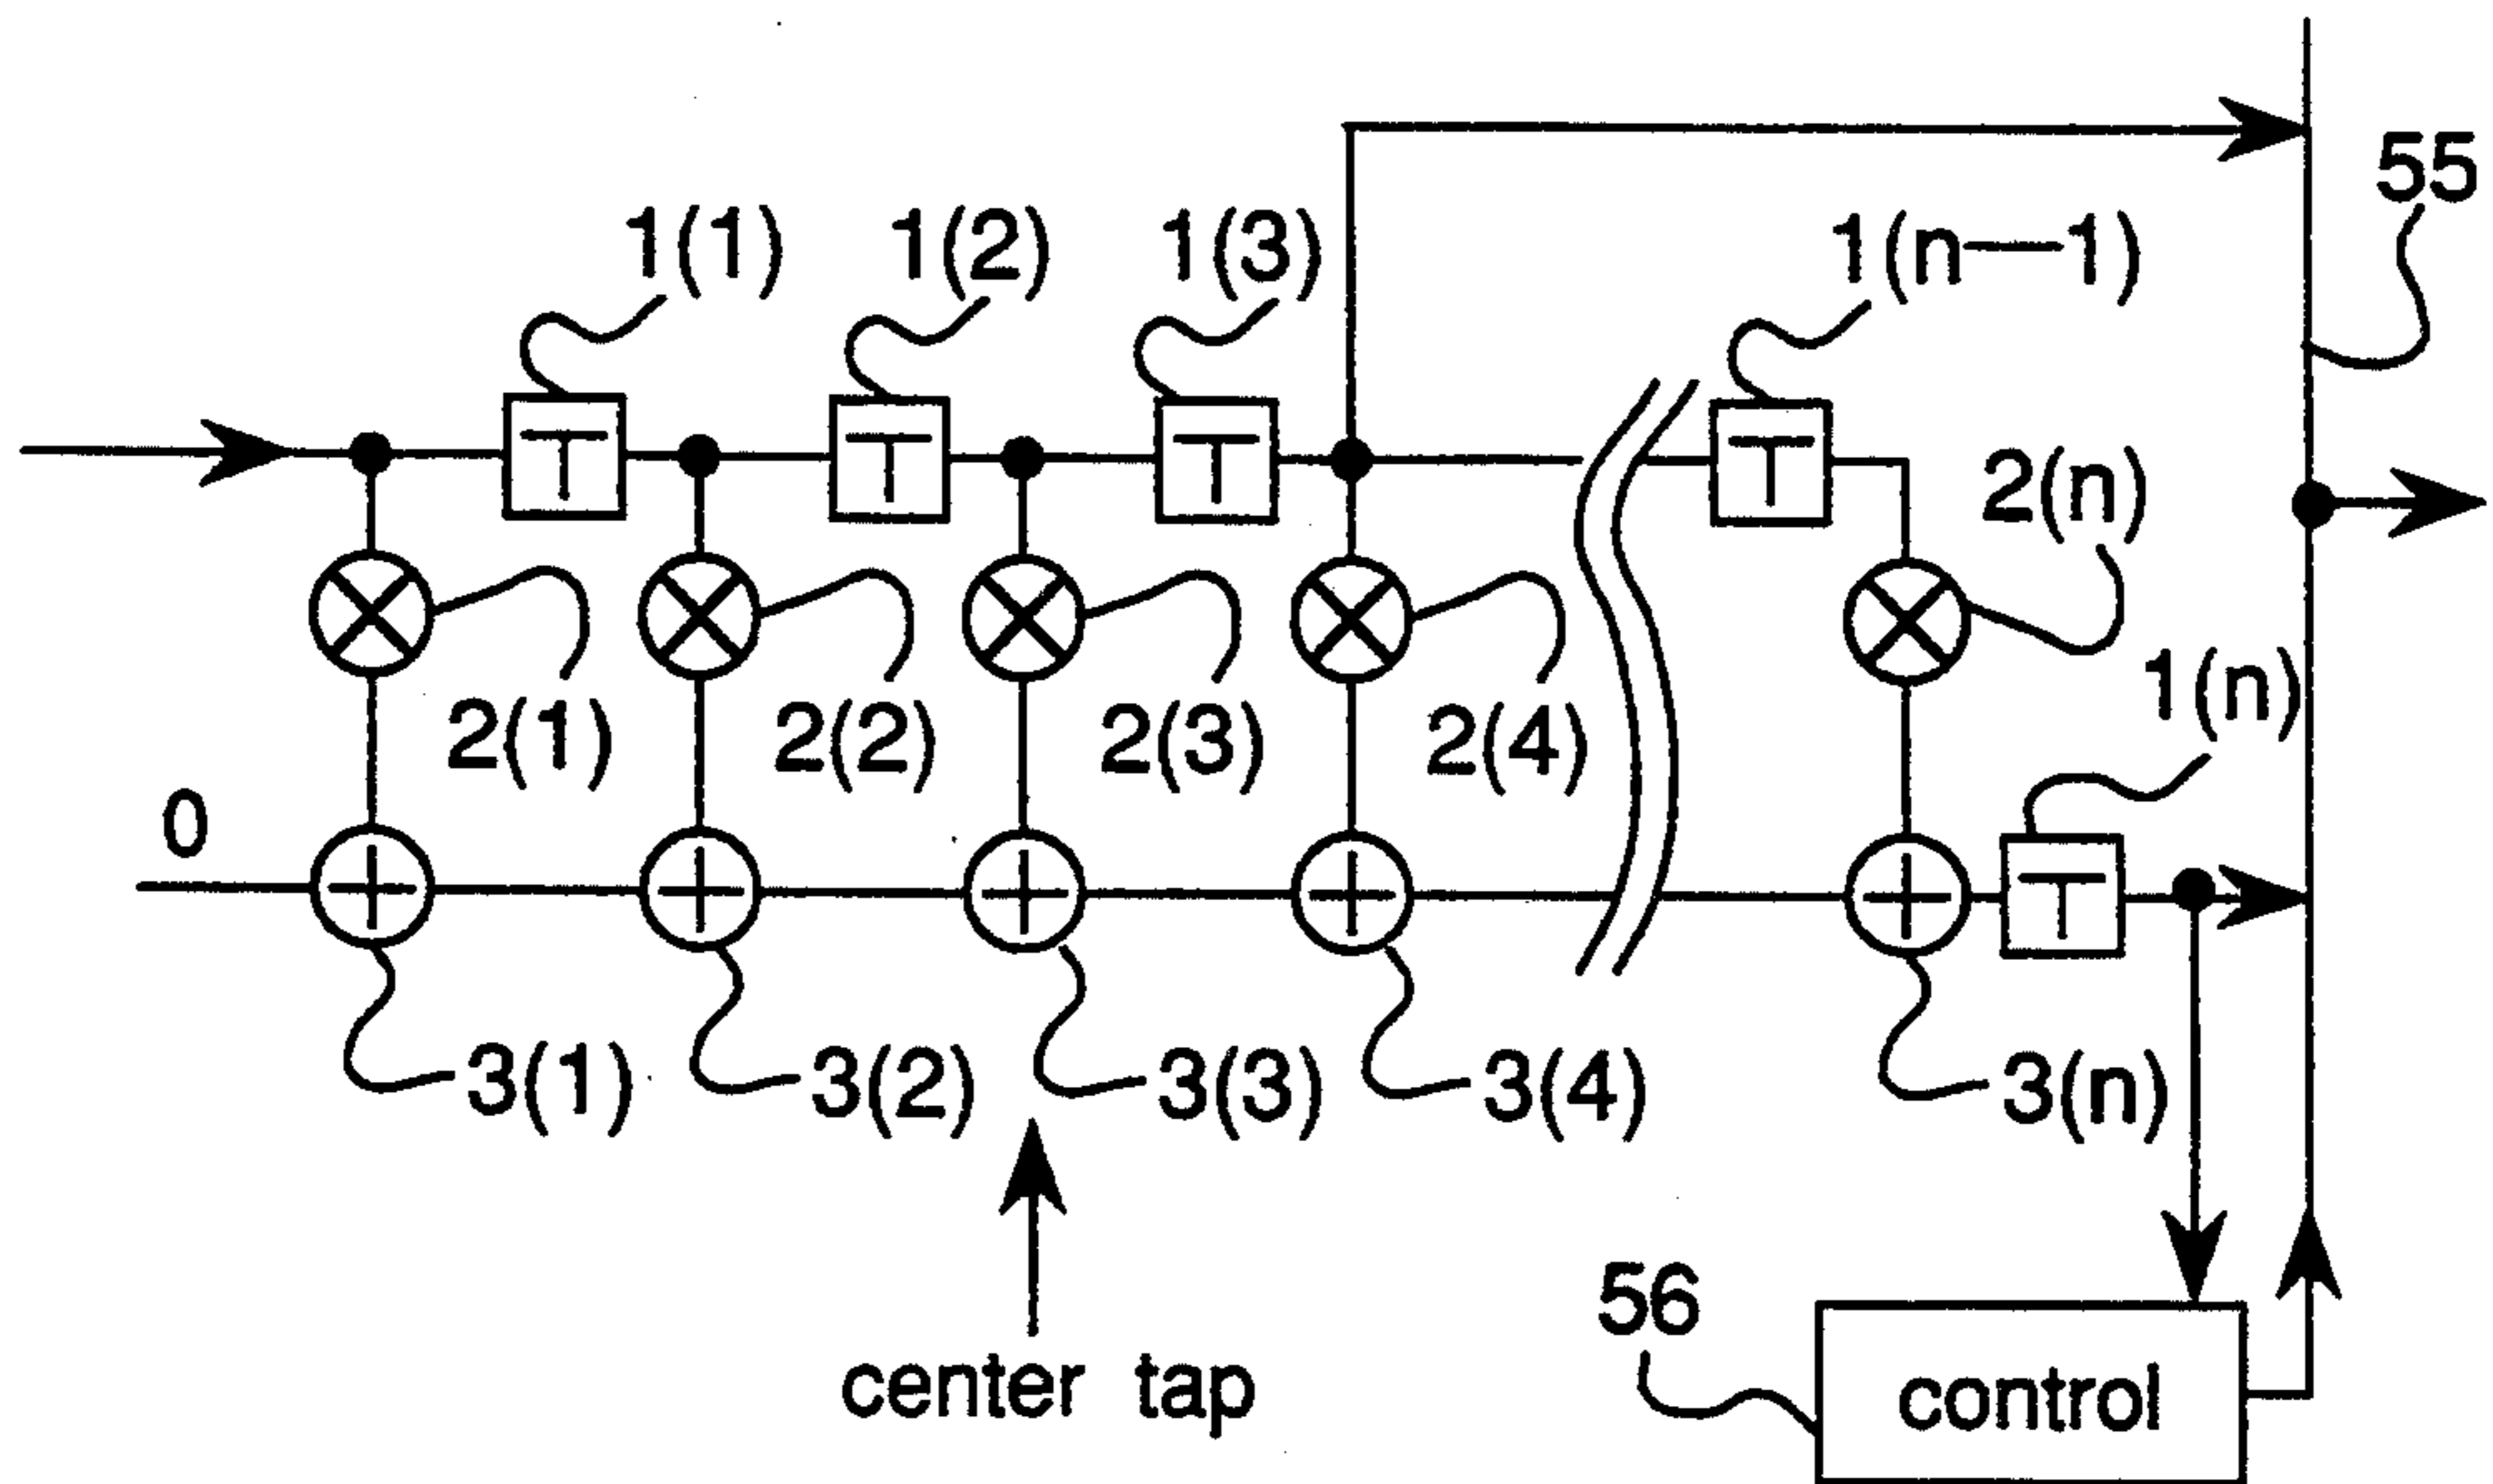 55
1(1)
1(2)
1(3)
1(n—1)
T
T
T
T
2(n)
2(1)
2(2)
2(3)
2(4)
1(n)
0
T
3(1)
3(2)
3(3)
3(4)
3(n)
56
center tap
control